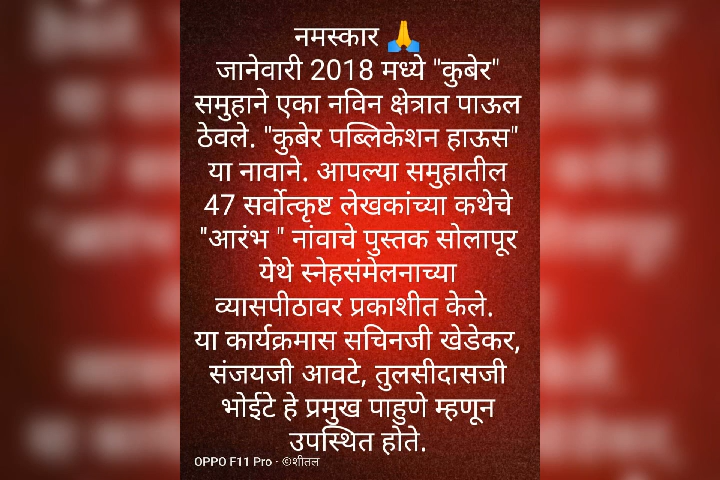 नमस्कार 🙏
जानेवारी 2018 मध्ये "कुबेर"
समुहाने एका नविन क्षेत्रात पाऊल
ठेवले. "कुबेर पब्लिकेशन हाऊस"
या नावाने. आपल्या समुहातील
47 सर्वोत्कृष्ट लेखकांच्या कथेचे
"आरंभ " नांवाचे पुस्तक सोलापूर
येथे स्नेहसंमेलनाच्या
व्यासपीठावर प्रकाशीत केले.
या कार्यक्रमास सचिनजी खेडेकर,
संजयजी आवटे, तुलसीदासजी
भोईटे हे प्रमुख पाहुणे म्हणून
उपस्थित होते.
OPPO F11 Pro · ©शीतल